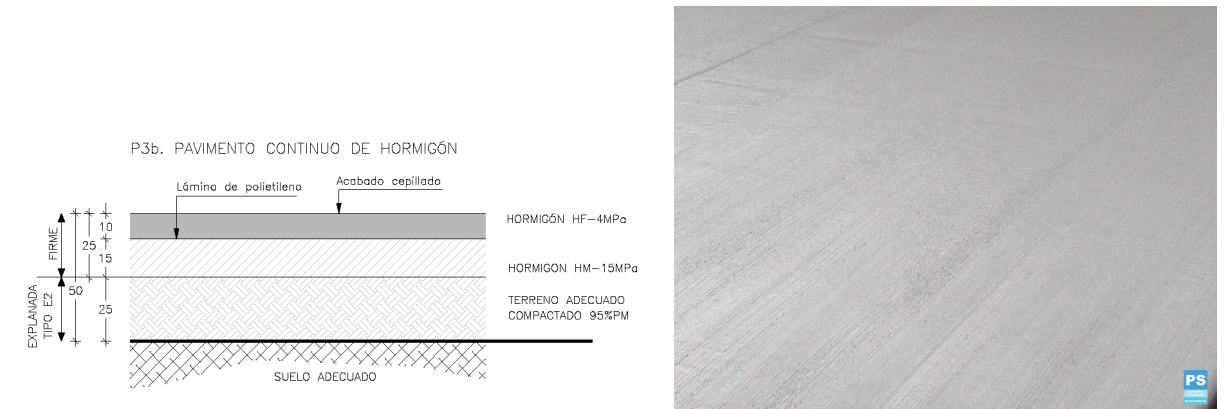 P3b. PAVIMENTO CONTINUO DE HORMIGÓN
Lámina de polietileno
Acabado cepillado
HORMIGÓN HF-4MPa
HORMIGON HM-15MPa
TERRENO ADECUADO
COMPACTADO 95%PM
SUELO ADECUADO
FIRME
EXPLANADA
TIPO E2
10
25
15
50
25
PS